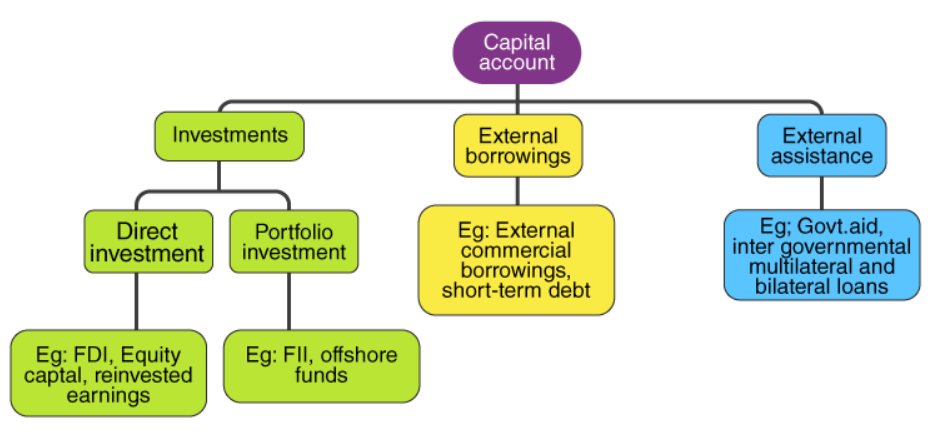 Capital
account
Investments
External
borrowings
External
assistance
Direct
investment
Portfolio
investment
Eg: External
commercial
borrowings,
short-term debt
Eg; Govt.aid,
inter governmental
multilateral and
bilateral loans
Eg: FDI, Equity
captal, reinvested
earnings
Eg: FII, offshore
funds